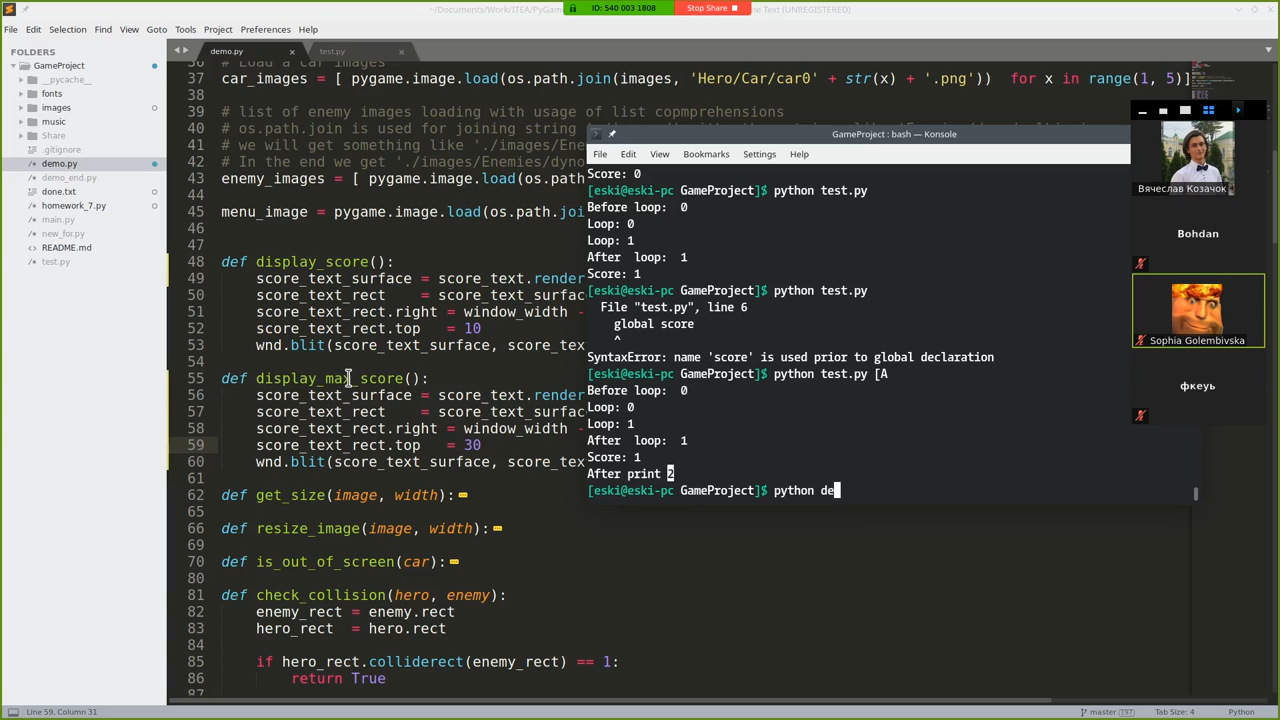 ID: 540 003 1808
Stop Share
~/Documents/Work/ITEA/PyGam
e Text (UNREGISTERED)
File Edit Selection Find View Goto Tools Project Preferences Help
FOLDERS
GameProject
__pycache__
fonts
images
music
Share
.gitignore
demo.py
demo_end.py
done.txt
homework_7.py
main.py
new_for.py
README.md
test.py
demo.py
test.py
36 # Load a car images
37 car_images = [ pygame.image.load(os.path.join(images, 'Hero/Car/car0' + str(x) + '.png')) for x in range(1, 5)]
38
39 # list of enemy images loading with usage of list compprehensions
40 # os.path.join is used for joining string
41 # we will get something like './images/Ene
42 # In the end we get './images/Enemies/dyno
43 enemy_images = [ pygame.image.load(os.path
44
45 menu_image = pygame.image.load(os.path.joi
46
47
48 def display_score():
49 score_text_surface = score_text.render
50 score_text_rect = score_text_surfac
51 score_text_rect.right = window_width -
52 score_text_rect.top = 10
53 wnd.blit(score_text_surface, score_tex
54
55 def display_max_score():
56 score_text_surface = score_text.render
57 score_text_rect = score_text_surfac
58 score_text_rect.right = window_width -
59 score_text_rect.top = 30
60 wnd.blit(score_text_surface, score_tex
61
62 def get_size(image, width):
65
66 def resize_image(image, width):
69
70 def is_out_of_screen(car):
80
81 def check_collision(hero, enemy):
82 enemy_rect = enemy.rect
83 hero_rect = hero.rect
84
85 if hero_rect.colliderect(enemy_rect) == 1:
86 return True
87
GameProject : bash — Konsole
File Edit View Bookmarks Settings Help
Score: 0
[eski@eski-pc GameProject]$ python test.py
Before loop: 0
Loop: 0
Loop: 1
After loop: 1
Score: 1
[eski@eski-pc GameProject]$ python test.py
File "test.py", line 6
global score
^
SyntaxError: name 'score' is used prior to global declaration
[eski@eski-pc GameProject]$ python test.py [A
Before loop: 0
Loop: 0
Loop: 1
After loop: 1
Score: 1
After print 2
[eski@eski-pc GameProject]$ python de
Вячеслав Козачок
Bohdan
Sophia Golembivska
фкеуь
Line 59, Column 31
master 197
Tab Size: 4
Python